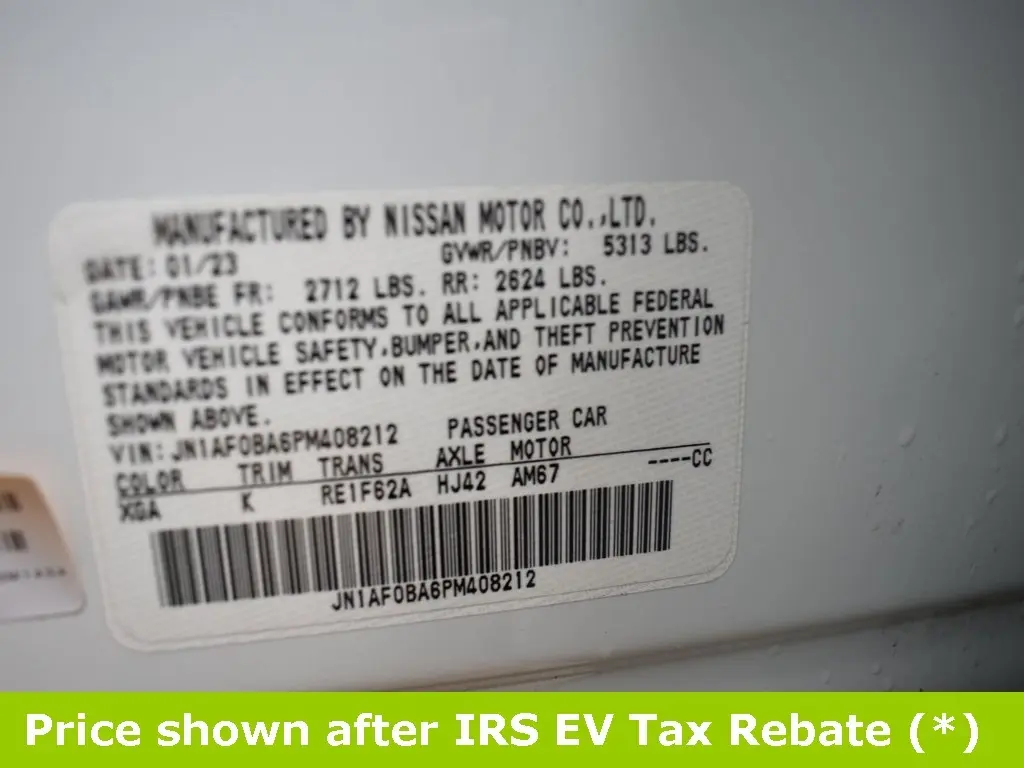 MANUFACTURED BY NISSAN MOTOR CO.,LTD.
DATE: 01/23 GVWR/PNBV: 5313 LBS.
GAWR/PNBE FR: 2712 LBS. RR: 2624 LBS.
THIS VEHICLE CONFORMS TO ALL APPLICABLE FEDERAL
MOTOR VEHICLE SAFETY,BUMPER,AND THEFT PREVENTION
STANDARDS IN EFFECT ON THE DATE OF MANUFACTURE
SHOWN ABOVE.
VIN: JN1AF0BA6PM408212 PASSENGER CAR
COLOR TRIM TRANS AXLE MOTOR
XGA K RE1F62A HJ42 AM67 ----CC
JN1AF0BA6PM408212
Price shown after IRS EV Tax Rebate (*)